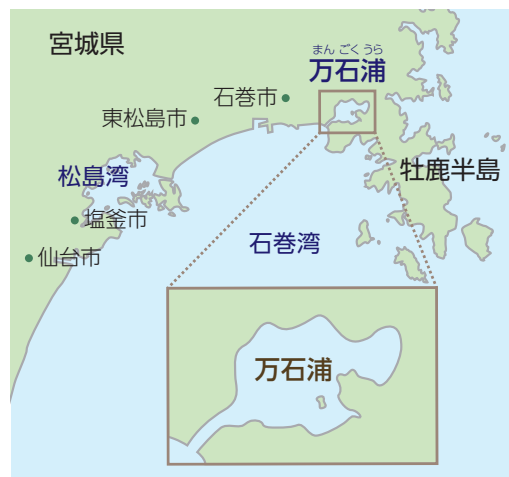 宮城県
まんごくうら
万石浦
石巻市
東松島市
牡鹿半島
松島湾
塩釜市
石巻湾
仙台市
万石浦